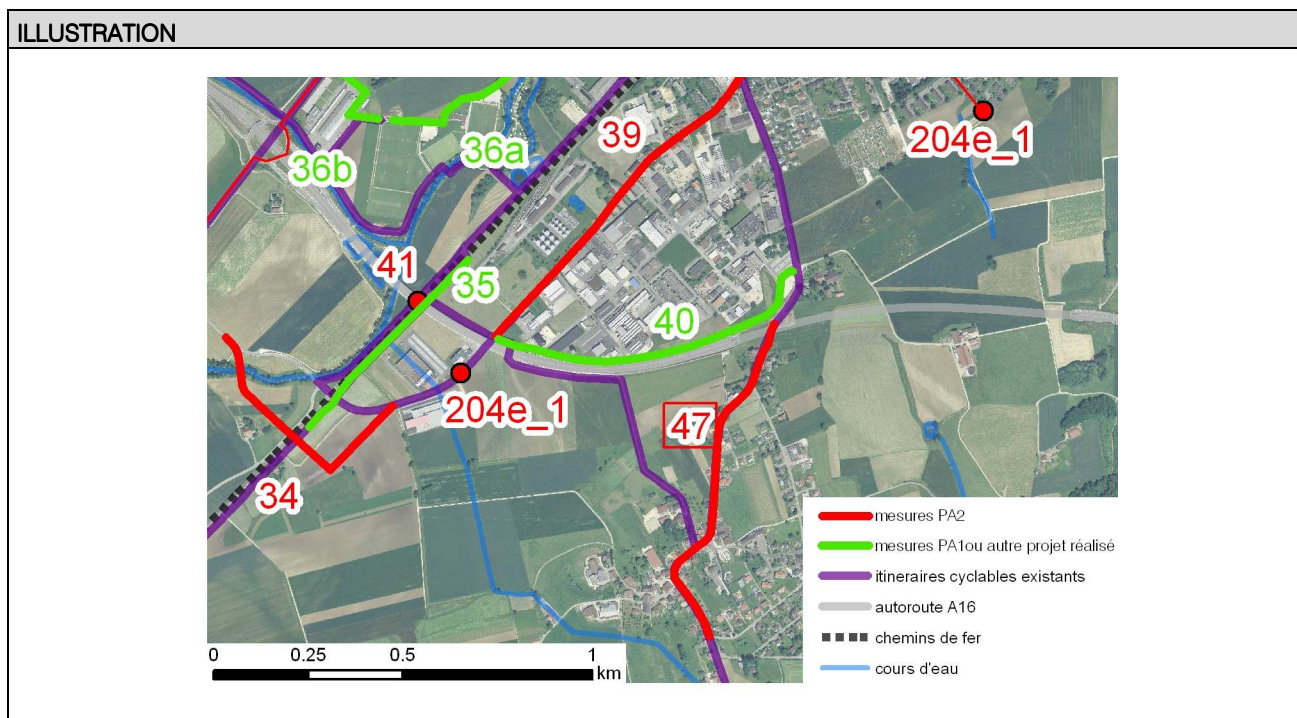 ILLUSTRATION
39
204e_1
36a
36b
41
35
40
204e_1
47
34
mesures PA2
mesures PA1ou autre projet réalisé
itineraires cyclables existants
autoroute A16
chemins de fer
cours d'eau
0 0.25 0.5 1
km